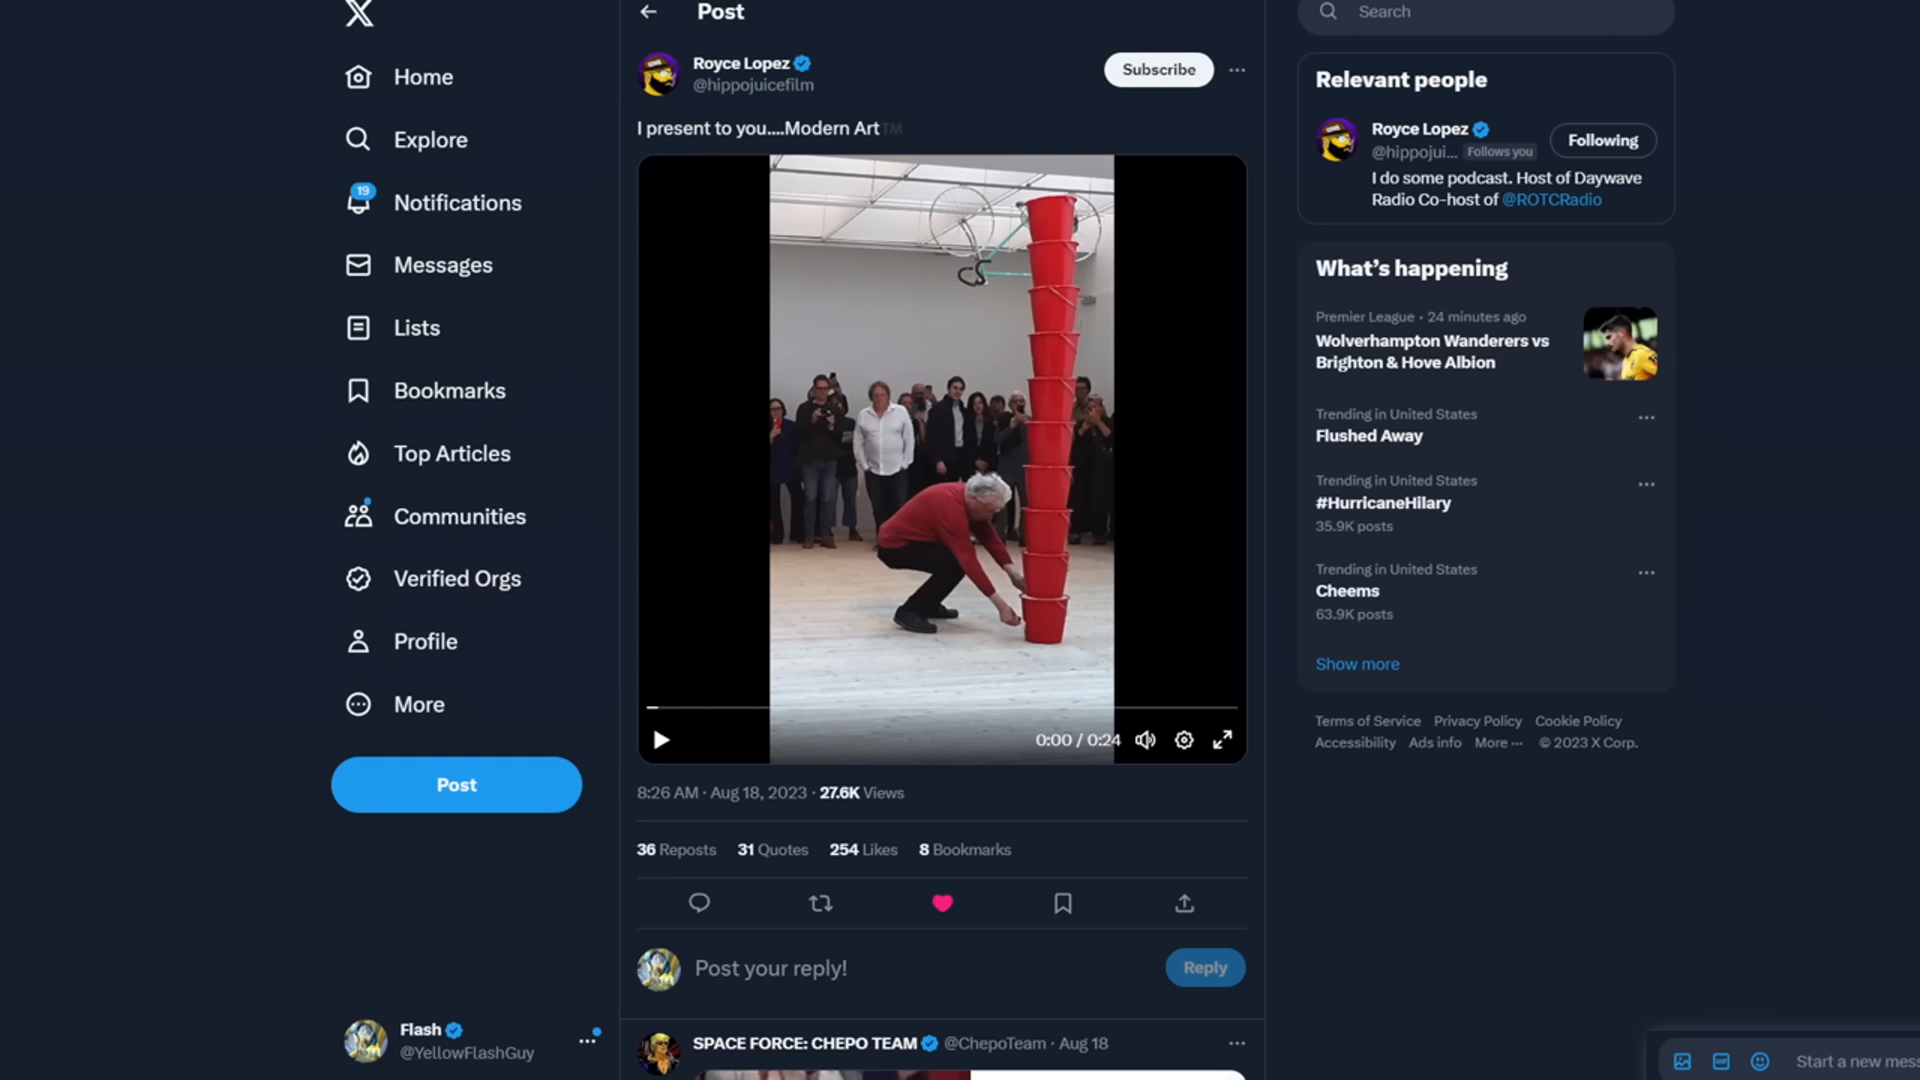 Home
Explore
19
Notifications
Messages
Lists
Bookmarks
Top Articles
Communities
Verified Orgs
Profile
More
Post
Flash
@YellowFlashGuy
Post
Royce Lopez
@hippojuicefilm
Subscribe
I present to you....Modern Art™
0:00 / 0:24
8:26 AM · Aug 18, 2023 · 27.6K Views
36 Reposts 31 Quotes 254 Likes 8 Bookmarks
Post your reply!
Reply
SPACE FORCE: CHEPO TEAM @ChepoTeam · Aug 18
Search
Relevant people
Royce Lopez
@hippojui... Follows you
Following
I do some podcast. Host of Daywave
Radio Co-host of @ROTCRadio
What's happening
Premier League · 24 minutes ago
Wolverhampton Wanderers vs
Brighton & Hove Albion
Trending in United States
Flushed Away
Trending in United States
#HurricaneHilary
35.9K posts
Trending in United States
Cheems
63.9K posts
Show more
Terms of Service Privacy Policy Cookie Policy
Accessibility Ads info More ··· © 2023 X Corp.
Start a new